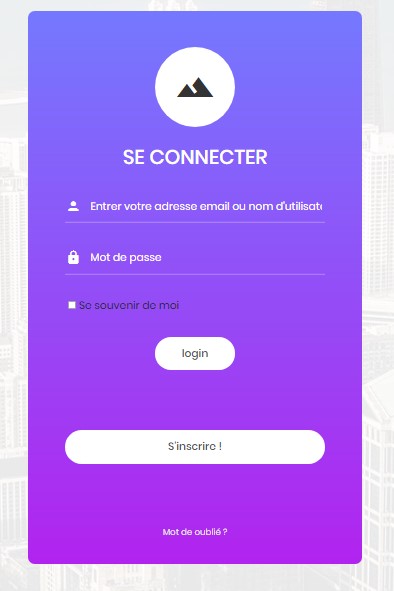 SE CONNECTER
Entrer votre adresse email ou nom d'utilisate
Mot de passe
Se souvenir de moi
login
S'inscrire !
Mot de oublié ?